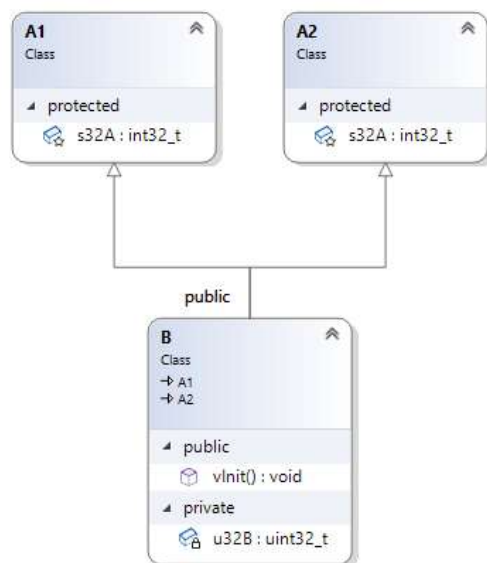 A1
Class
protected
s32A : int32_t
A2
Class
protected
s32A : int32_t
public
B
Class
A1
A2
public
vInit() : void
private
u32B : uint32_t